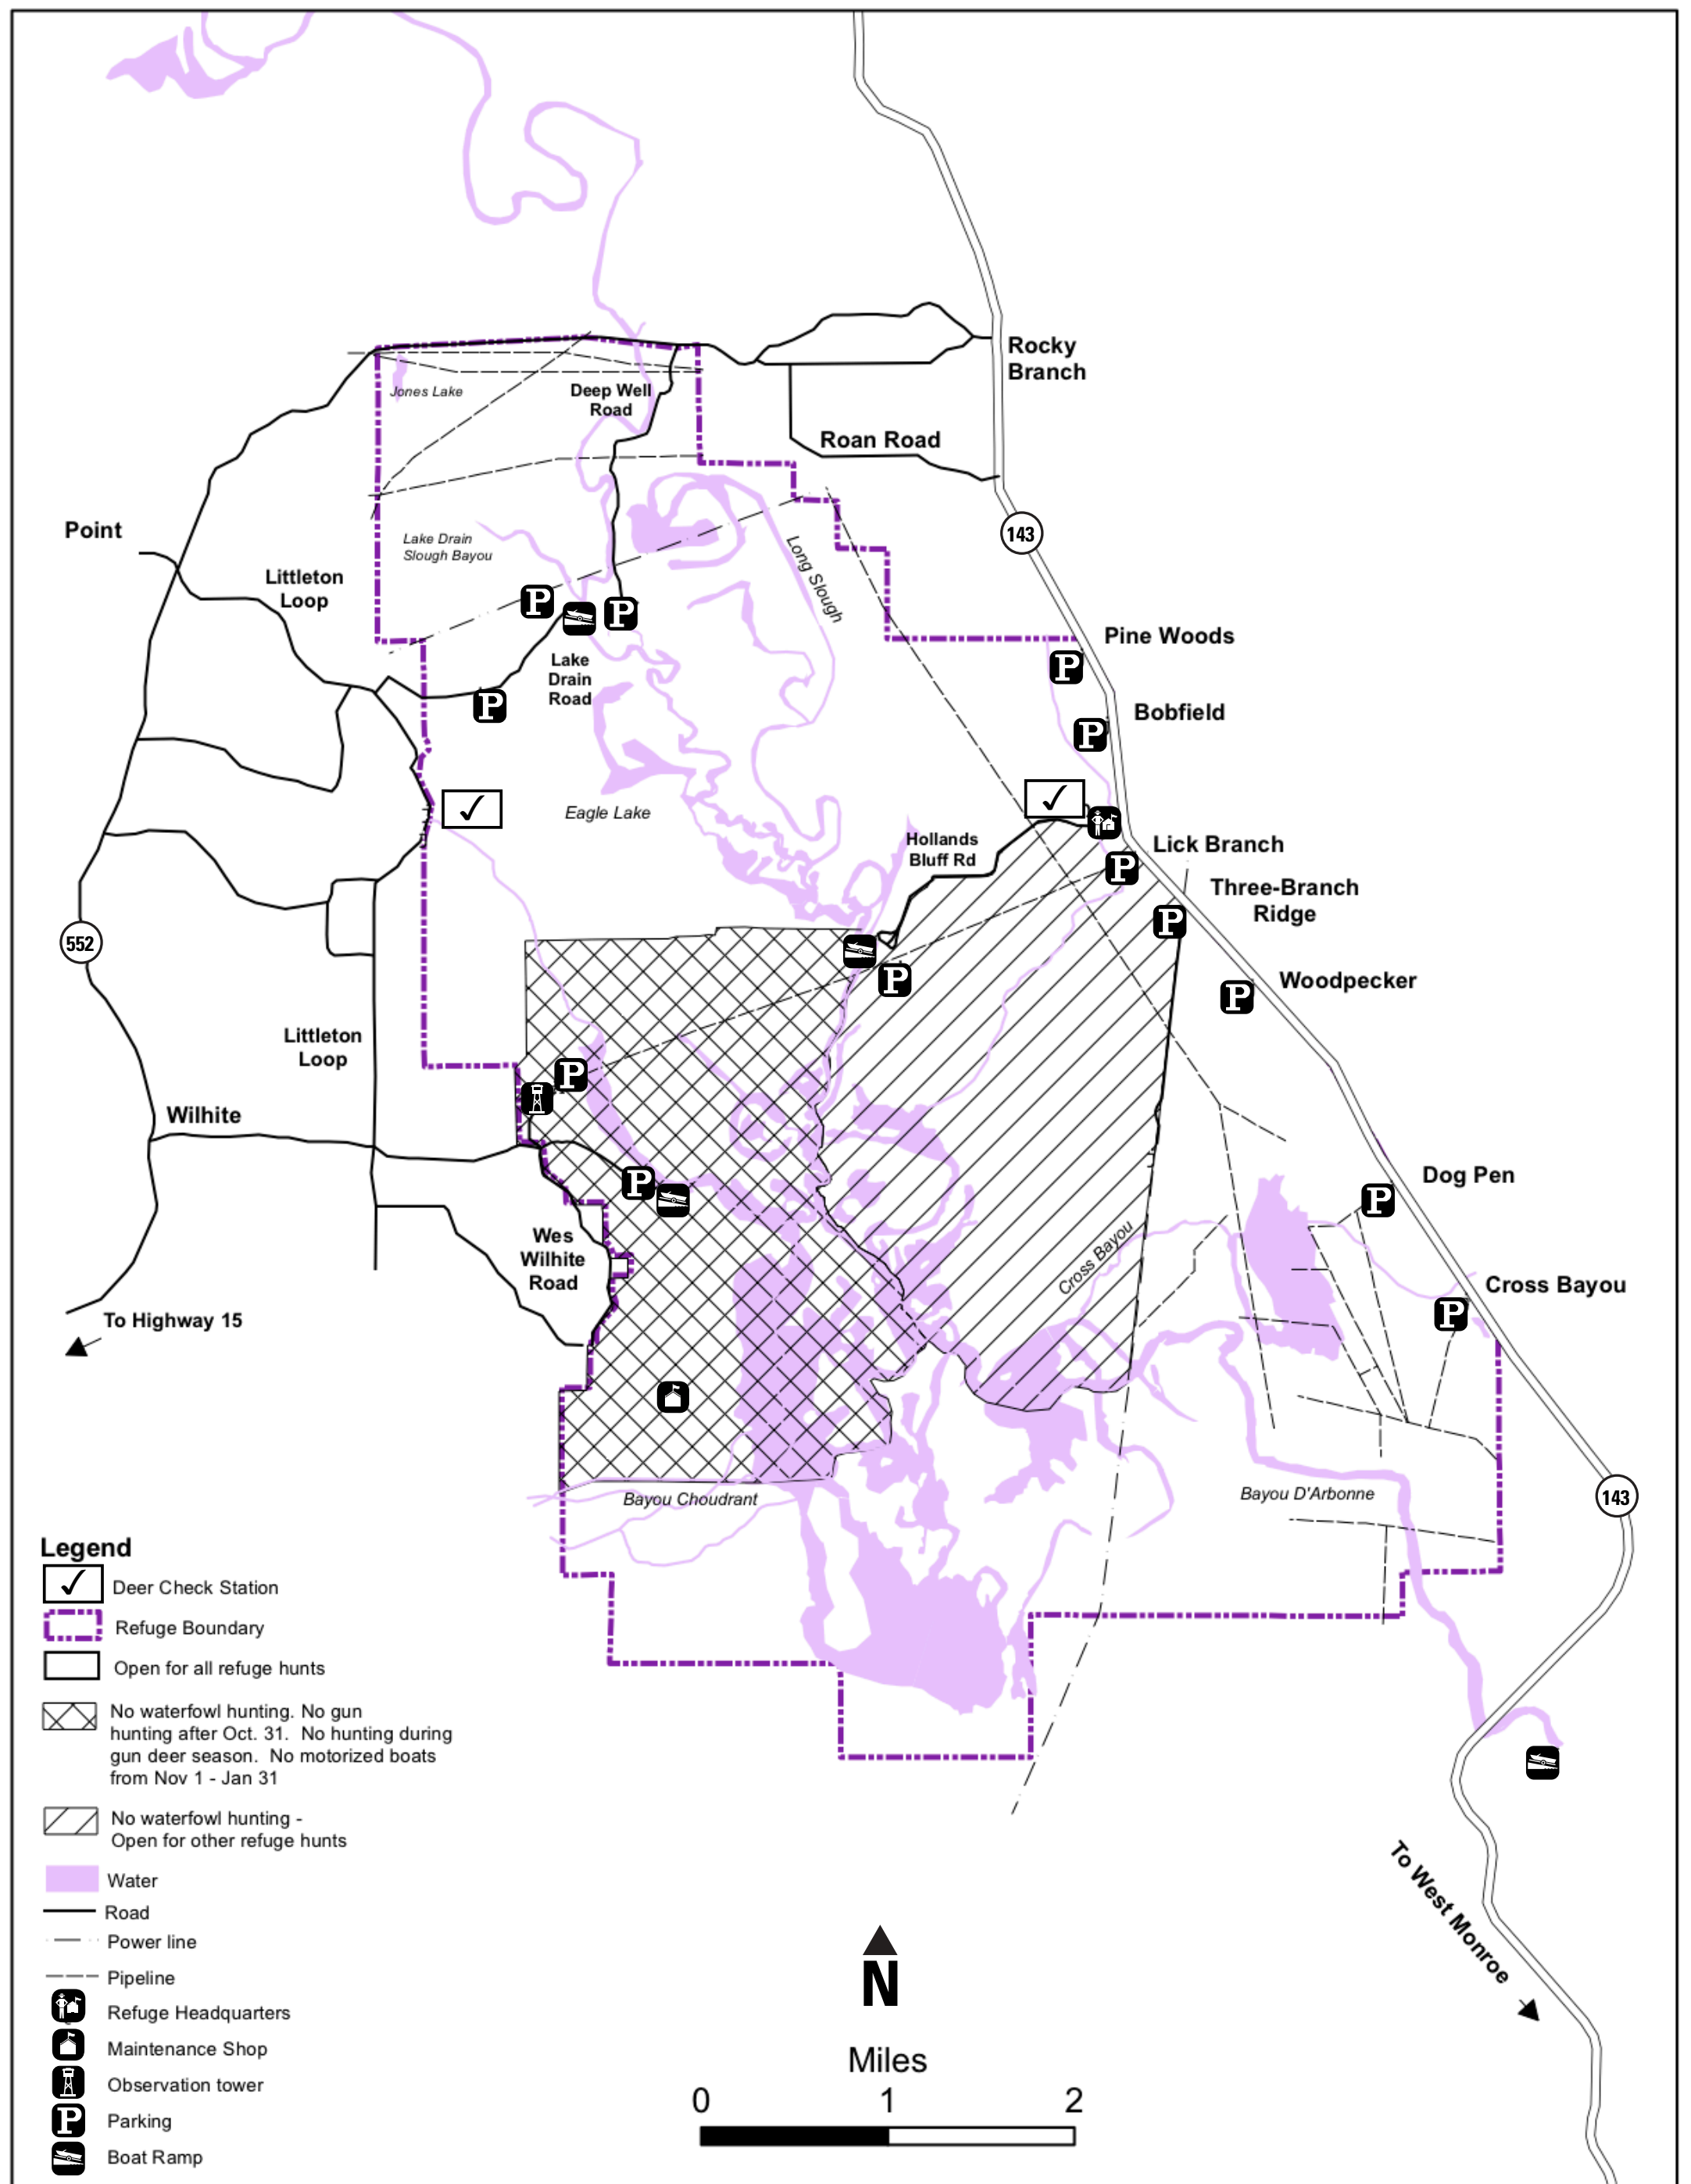 Rocky
Branch
Jones Lake
Deep Well
Road
Roan Road
Point
143
Lake Drain
Slough Bayou
Long Slough
Littleton
Loop
P
P
Pine Woods
Lake
Drain
Road
P
P
Bobfield
P
✓
✓
Eagle Lake
Hollands
Bluff Rd
Lick Branch
P
Three-Branch
Ridge
P
552
P
Woodpecker
P
Littleton
Loop
P
Wilhite
P
Dog Pen
P
Wes
Wilhite
Road
Cross Bayou
Cross Bayou
P
To Highway 15
Bayou Choudrant
Bayou D'Arbonne
143
Legend
✓ Deer Check Station
Refuge Boundary
Open for all refuge hunts
No waterfowl hunting. No gun
hunting after Oct. 31. No hunting during
gun deer season. No motorized boats
from Nov 1 - Jan 31
No waterfowl hunting -
Open for other refuge hunts
Water
Road
Power line
Pipeline
Refuge Headquarters
Maintenance Shop
Observation tower
P Parking
Boat Ramp
To West Monroe
N
Miles
0 1 2